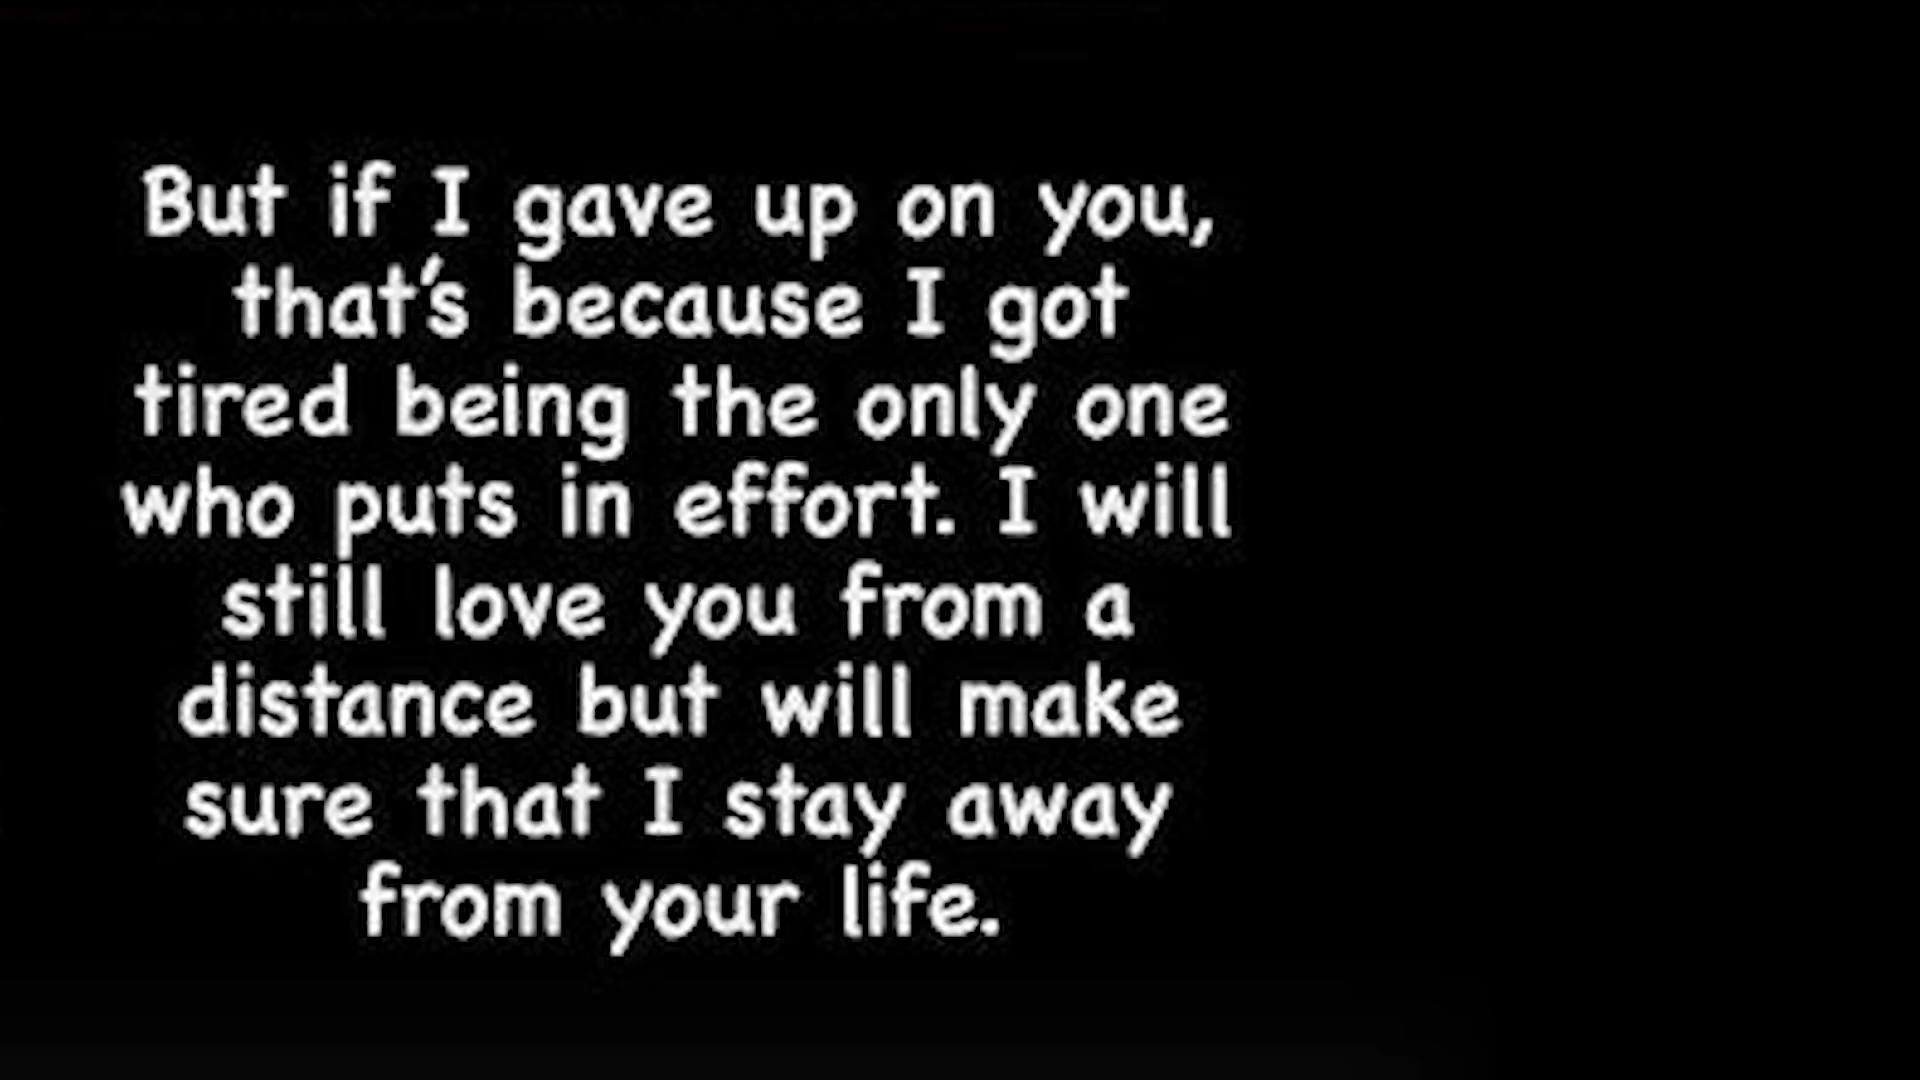 But if I gave up on you,
that's because I got
tired being the only one
who puts in effort. I will
still love you from a
distance but will make
sure that I stay away
from your life.